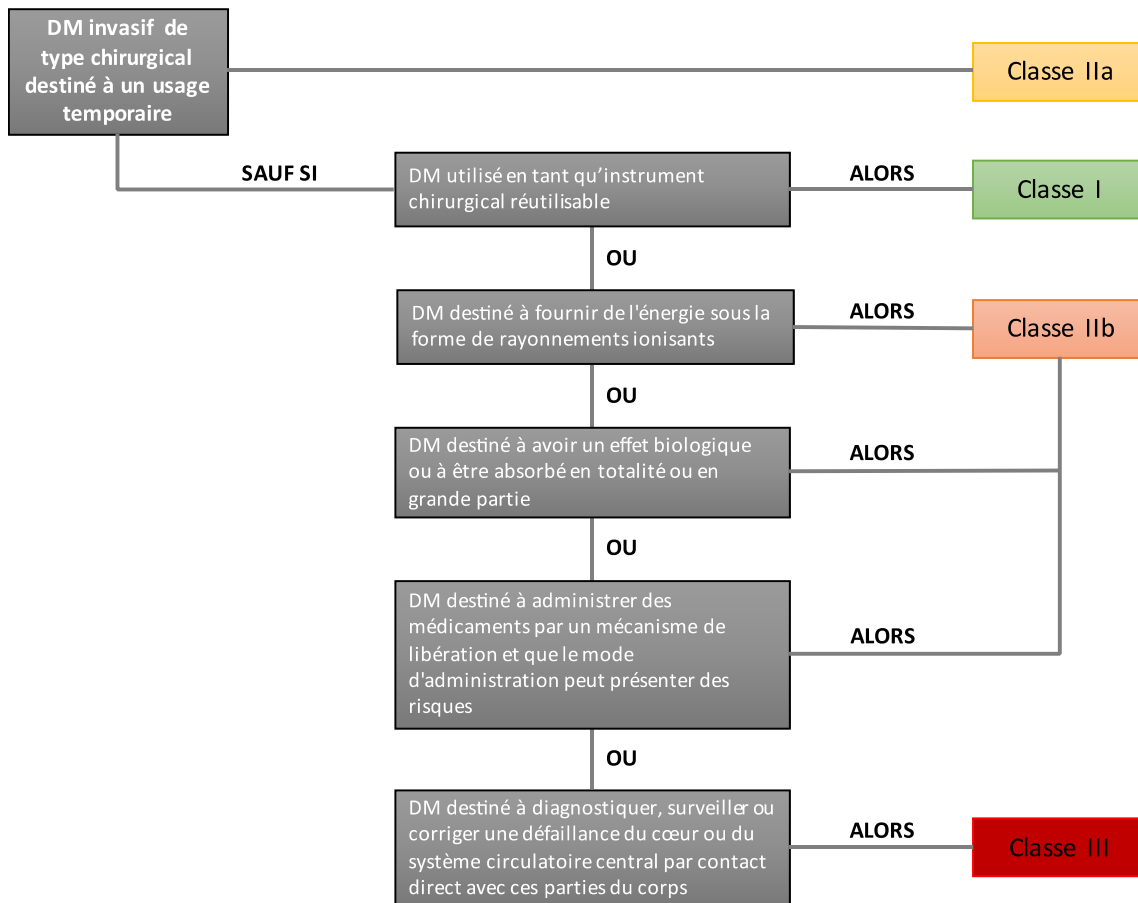 DM invasif de
type chirurgical
destiné à un usage
temporaire
Classe IIa
SAUF SI
DM utilisé en tant qu’instrument
chirurgical réutilisable
ALORS
Classe I
OU
DM destiné à fournir de l'énergie sous la
forme de rayonnements ionisants
ALORS
Classe IIb
OU
DM destiné à avoir un effet biologique
ou à être absorbé en totalité ou en
grande partie
ALORS
OU
DM destiné à administrer des
médicaments par un mécanisme de
libération et que le mode
d'administration peut présenter des
risques
ALORS
OU
DM destiné à diagnostiquer, surveiller ou
corriger une défaillance du cœur ou du
système circulatoire central par contact
direct avec ces parties du corps
ALORS
Classe III